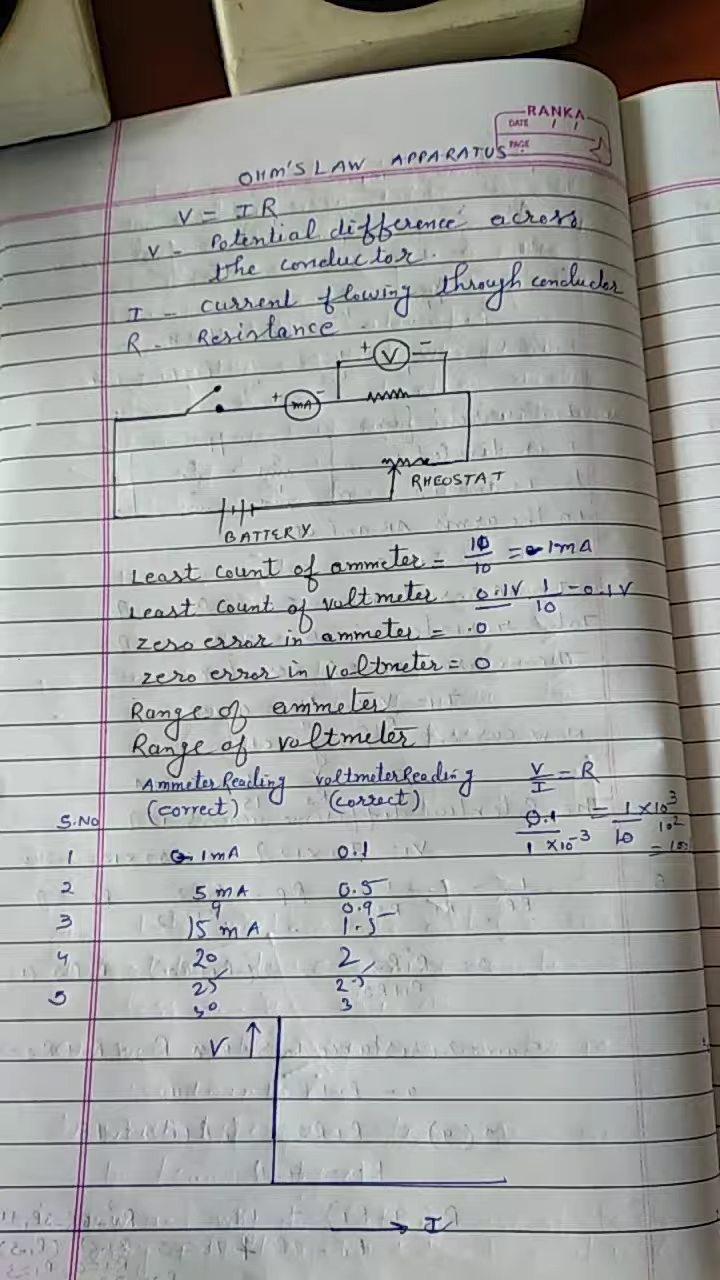 RANKA
DATE / /
PAGE
OHM'S LAW APPARATUS
V = IR
V - Potential difference across
the conductor.
I - current flowing through conductor
R - Resistance
+ V -
+ mA -
RHEOSTAT
BATTERY
Least count of ammeter = 10/10 = 1mA
Least count of voltmeter 0.1V 1/10 = 0.1V
zero error in ammeter = 0
zero error in voltmeter = 0
Range of ammeter
Range of voltmeter
S.No Ammeter Reading (correct) voltmeter Reading (correct) V/I = R
0.1/1 × 10⁻³ = 1 × 10³/10 10² = 100
1 1mA 0.1
2 5 mA 0.5
9 0.9
3 15 mA 1.5
4 20 2
25 2.5
5 30 3
V ↑
→ I